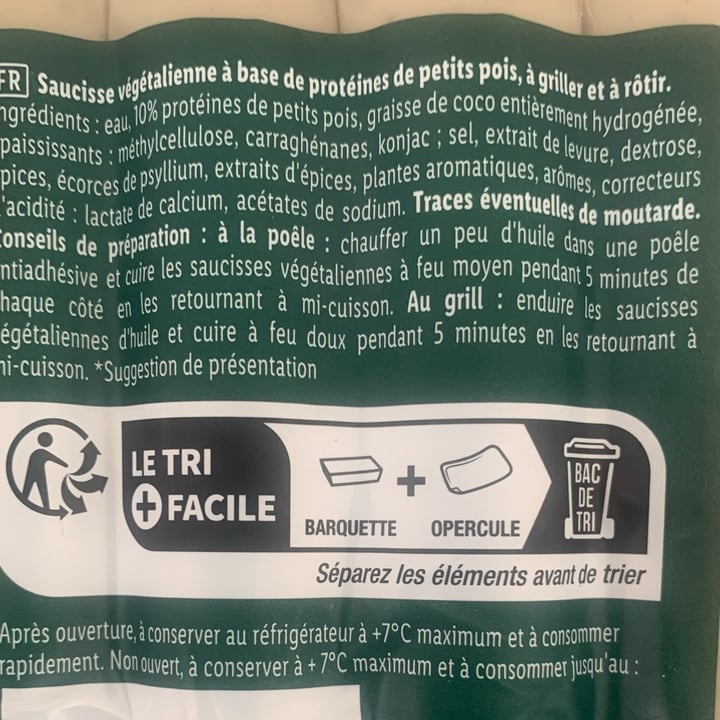 FR Saucisse végétalienne à base de protéines de petits pois, à griller et à rôtir.
ngrédients : eau, 10% protéines de petits pois, graisse de coco entièrement hydrogénée,
paississants : méthylcellulose, carraghénanes, konjac ; sel, extrait de levure, dextrose,
pices, écorces de psyllium, extraits d'épices, plantes aromatiques, arômes, correcteurs
'acidité : lactate de calcium, acétates de sodium. Traces éventuelles de moutarde.
onseils de préparation : à la poêle : chauffer un peu d'huile dans une poêle
ntiadhésive et cuire les saucisses végétaliennes à feu moyen pendant 5 minutes de
haque côté en les retournant à mi-cuisson. Au grill : enduire les saucisses
égétaliennes d'huile et cuire à feu doux pendant 5 minutes en les retournant à
mi-cuisson. *Suggestion de présentation
LE TRI
+ FACILE
BARQUETTE + OPERCULE
BAC
DE
TRI
Séparez les éléments avant de trier
Après ouverture, à conserver au réfrigérateur à +7°C maximum et à consommer
rapidement. Non ouvert, à conserver à + 7°C maximum et à consommer jusqu'au :